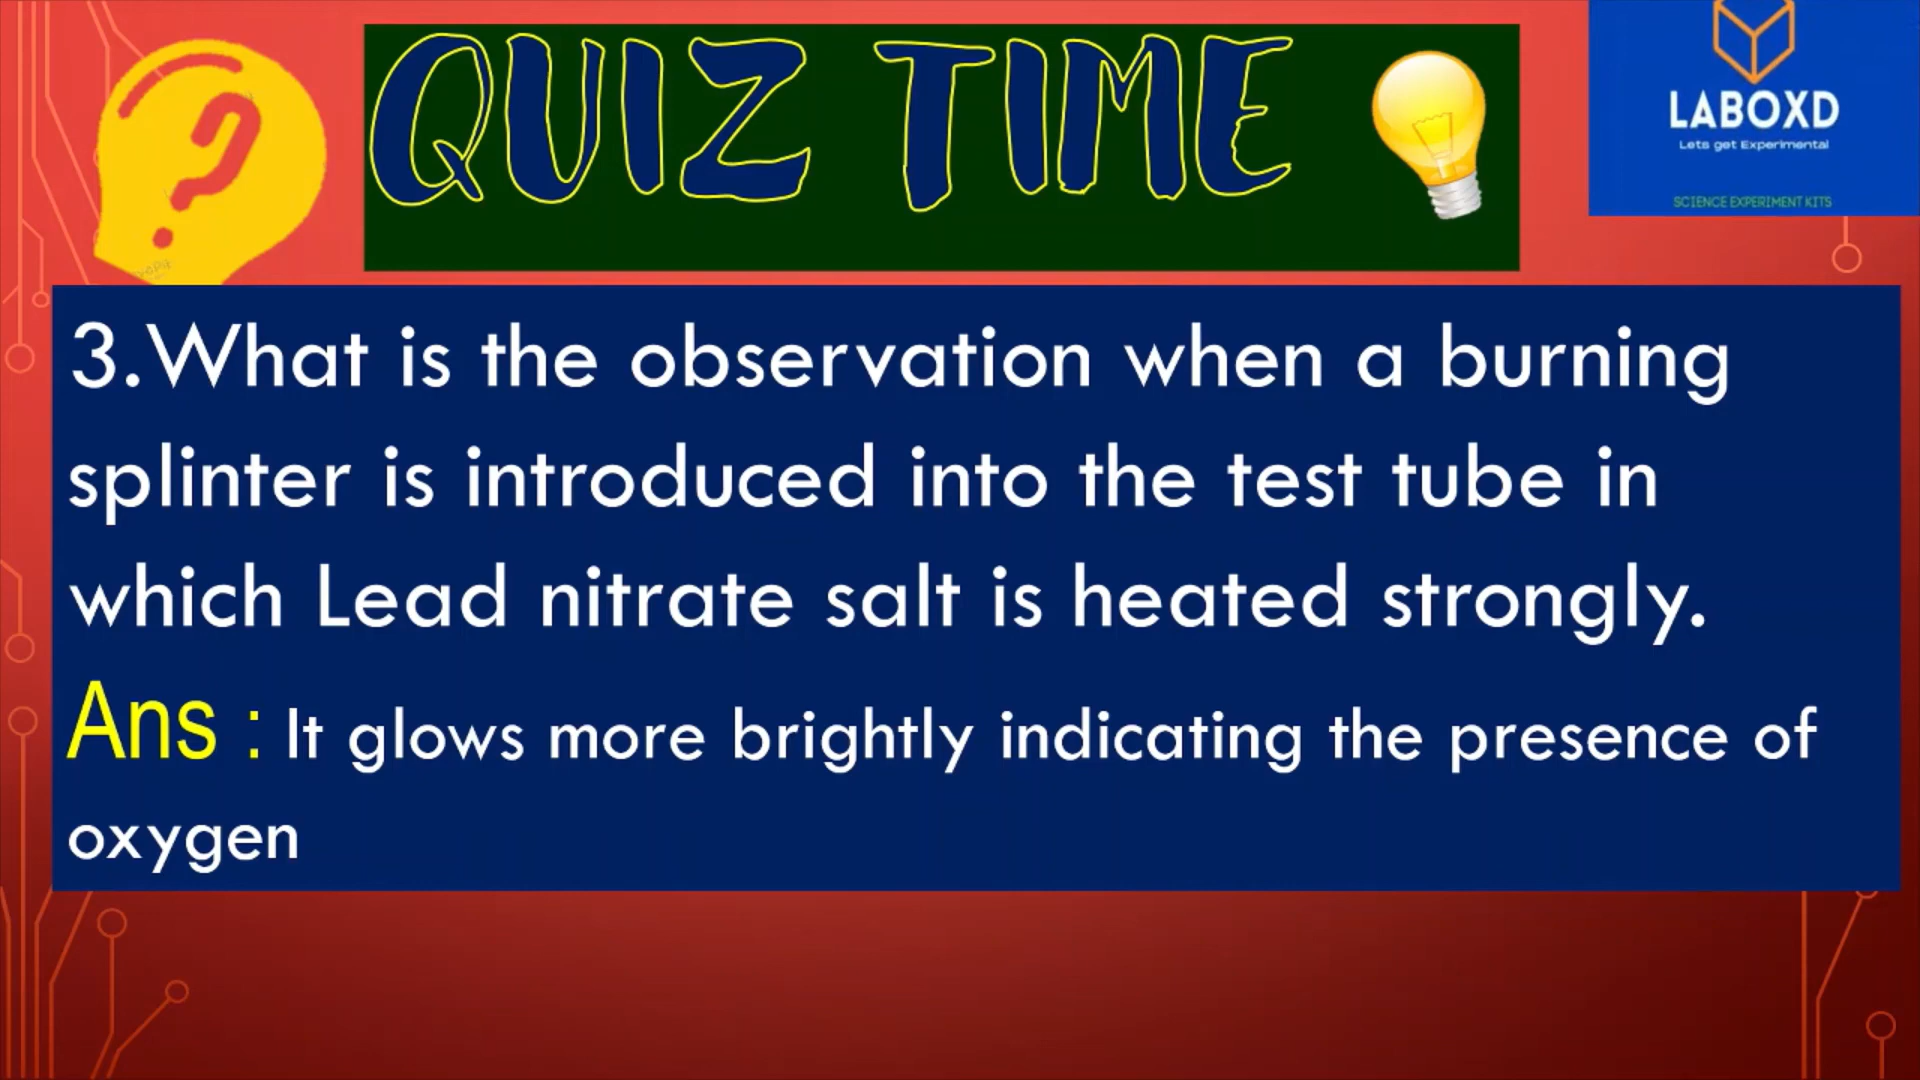 QUIZ TIME
LABOXD
Lets get Experimental
SCIENCE EXPERIMENT KITS
3.What is the observation when a burning
splinter is introduced into the test tube in
which Lead nitrate salt is heated strongly.
Ans : It glows more brightly indicating the presence of
oxygen